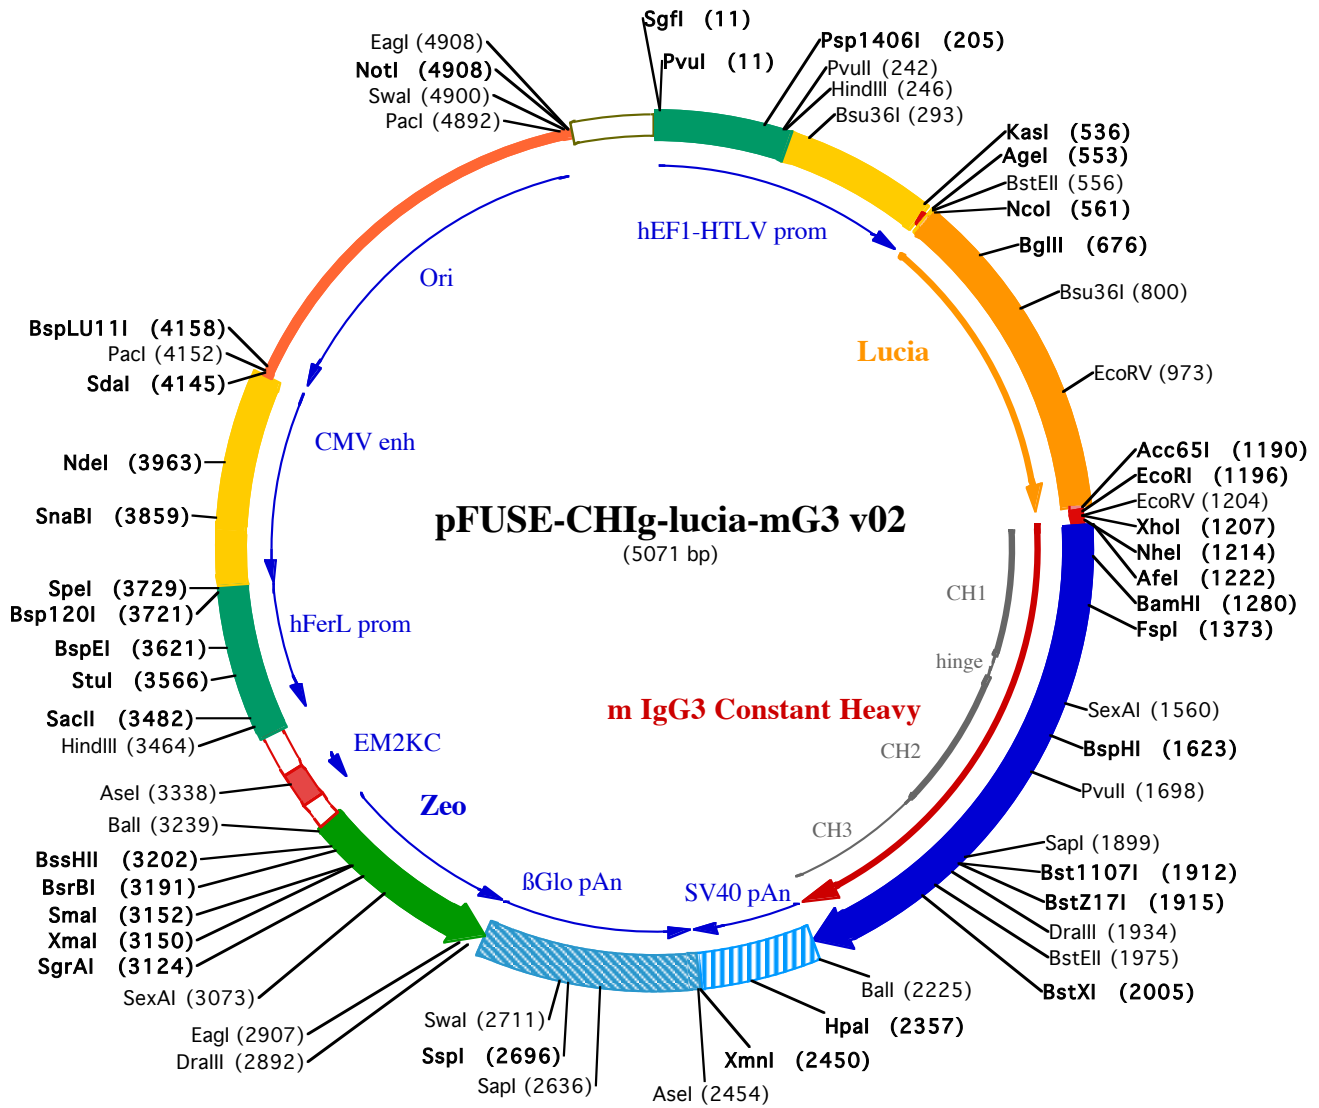 SgfI (11)
PvuI (11)
Psp1406I (205)
PvuII (242)
HindIII (246)
Bsu36I (293)
KasI (536)
AgeI (553)
BstEII (556)
NcoI (561)
BglII (676)
Bsu36I (800)
EcoRV (973)
Acc65I (1190)
EcoRI (1196)
EcoRV (1204)
XhoI (1207)
NheI (1214)
AfeI (1222)
BamHI (1280)
FspI (1373)
SexAI (1560)
BspHI (1623)
PvuII (1698)
SapI (1899)
Bst1107I (1912)
BstZ17I (1915)
DraIII (1934)
BstEII (1975)
BstXI (2005)
BalI (2225)
HpaI (2357)
XmnI (2450)
AseI (2454)
SapI (2636)
SspI (2696)
SwaI (2711)
DraIII (2892)
EagI (2907)
SexAI (3073)
SgrAI (3124)
XmaI (3150)
SmaI (3152)
BsrBI (3191)
BssHII (3202)
BalI (3239)
AseI (3338)
HindIII (3464)
SacII (3482)
StuI (3566)
BspEI (3621)
Bsp120I (3721)
SpeI (3729)
SnaBI (3859)
NdeI (3963)
SdaI (4145)
PacI (4152)
BspLU11I (4158)
PacI (4892)
SwaI (4900)
NotI (4908)
EagI (4908)
hEF1-HTLV prom
Lucia
CH1
hinge
CH2
CH3
m IgG3 Constant Heavy
SV40 pAn
ßGlo pAn
Zeo
EM2KC
hFerL prom
CMV enh
Ori
pFUSE-CHIg-lucia-mG3 v02
(5071 bp)